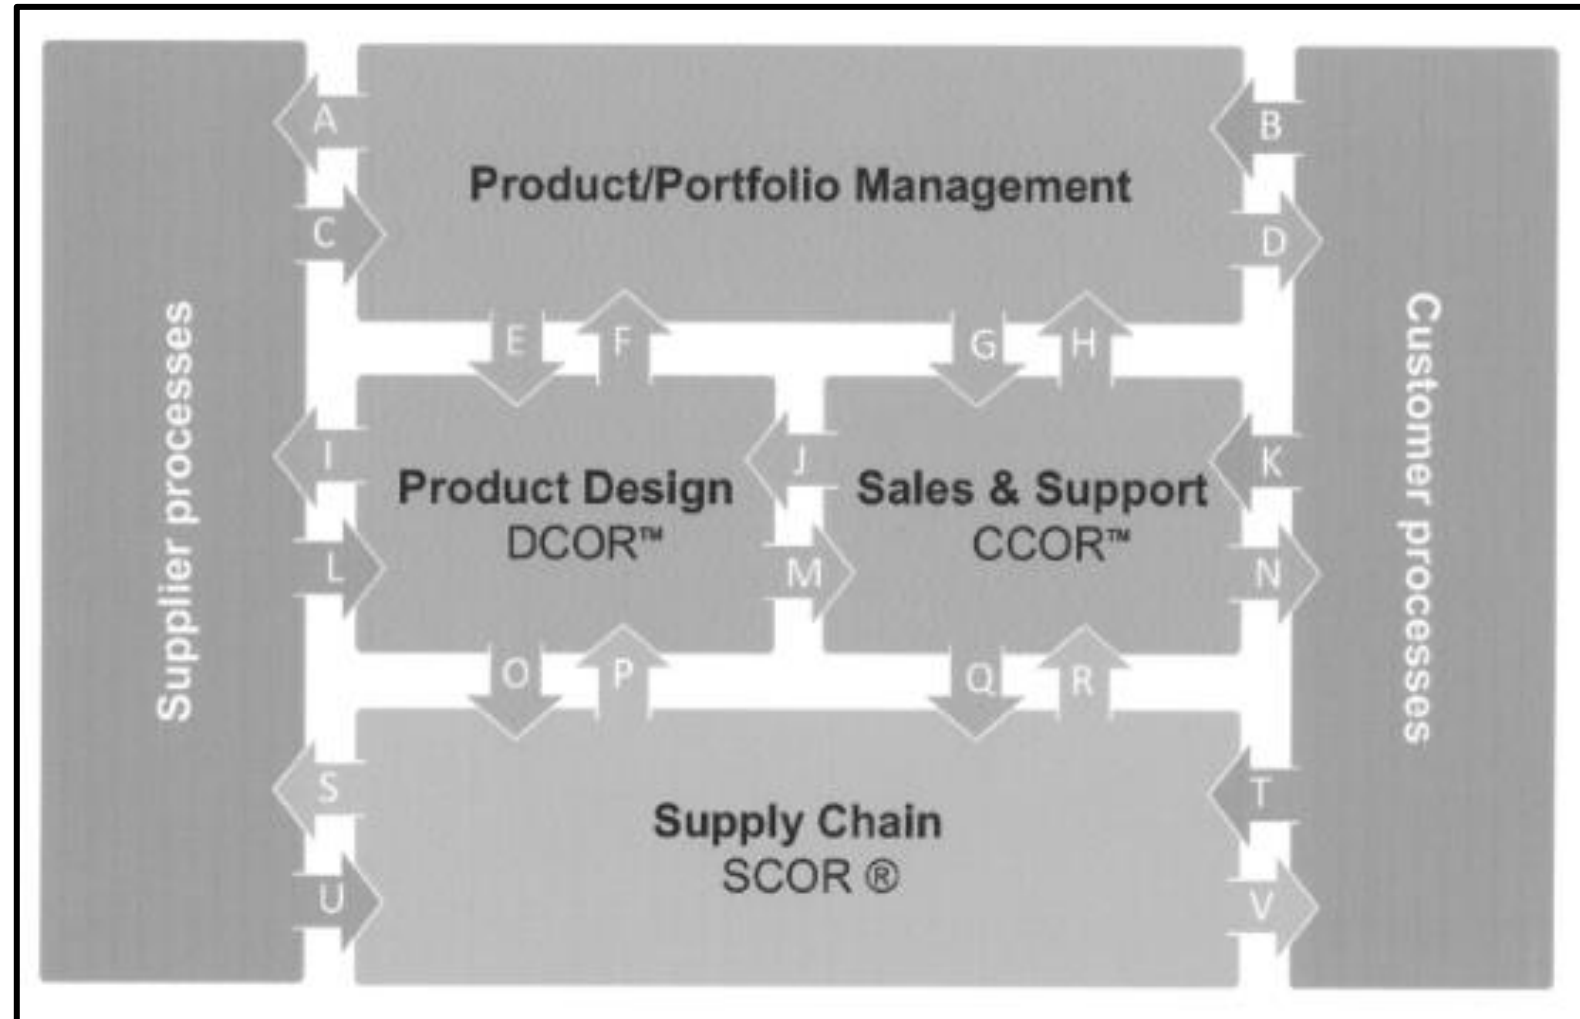 A
B
Product/Portfolio Management
C
D
Supplier processes
Customer processes
E
F
G
H
I
J
K
Product Design
DCOR™
Sales & Support
CCOR™
L
M
N
O
P
Q
R
S
T
Supply Chain
SCOR ®
U
V